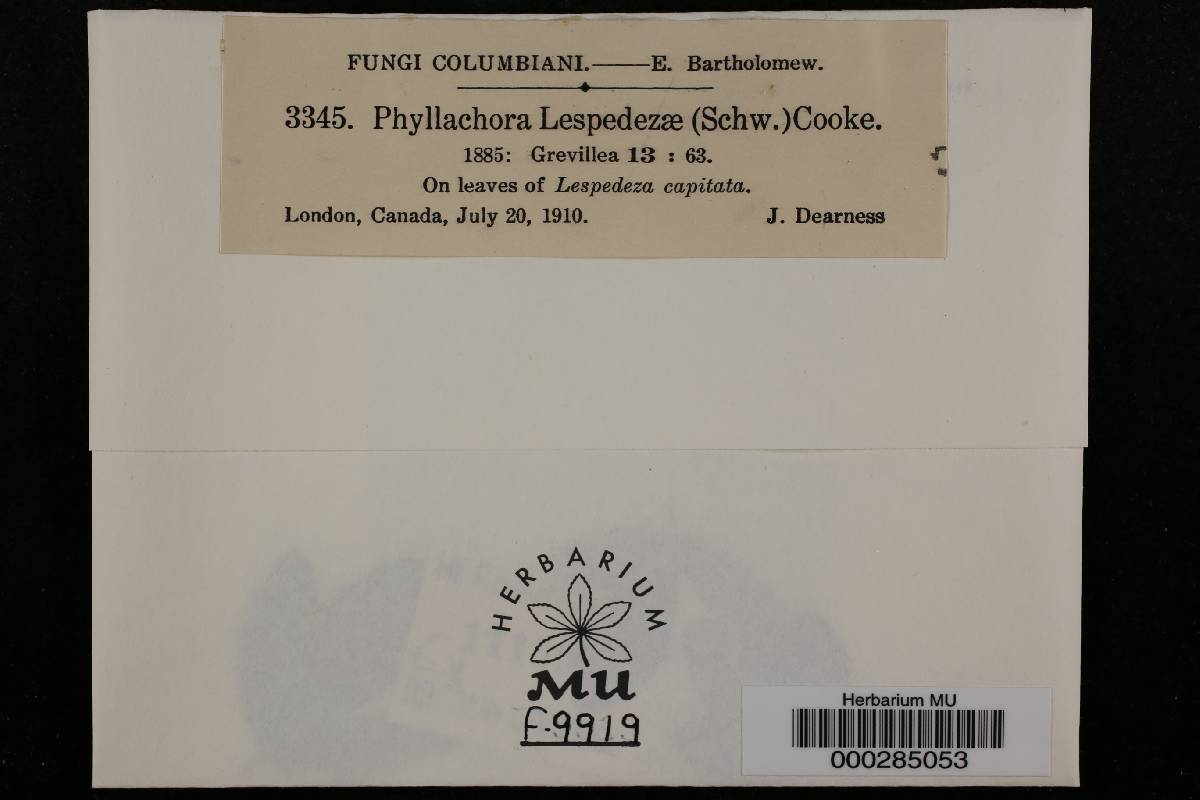 FUNGI COLUMBIANI.——E. Bartholomew.
3345. Phyllachora Lespedezæ (Schw.) Cooke.
1885: Grevillea 13 : 63.
On leaves of Lespedeza capitata.
London, Canada, July 20, 1910. J. Dearness
HERBARIUM
MU
F-9919
Herbarium MU
000285053